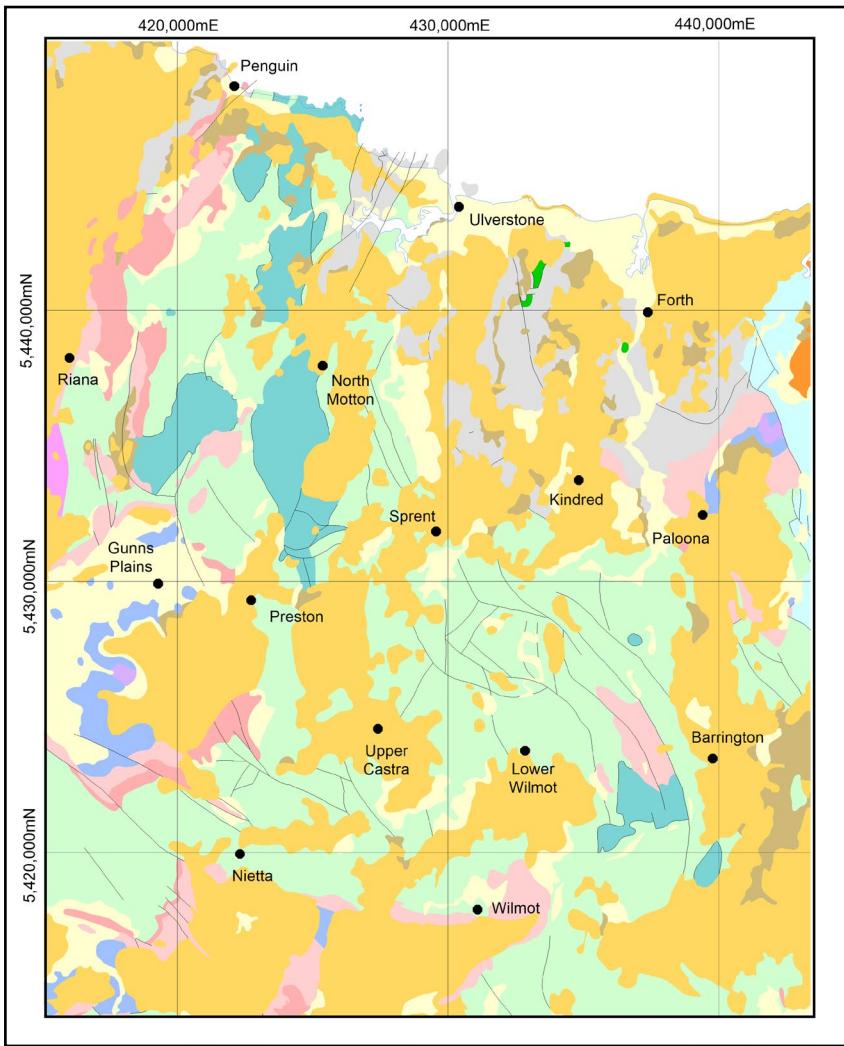 420,000mE
430,000mE
440,000mE
Penguin
Ulverstone
5,440,000mN
Forth
Riana
North
Motton
Kindred
Sprent
Paloona
Gunns
Plains
5,430,000mN
Preston
Upper
Castra
Lower
Wilmot
Barrington
5,420,000mN
Nietta
Wilmot